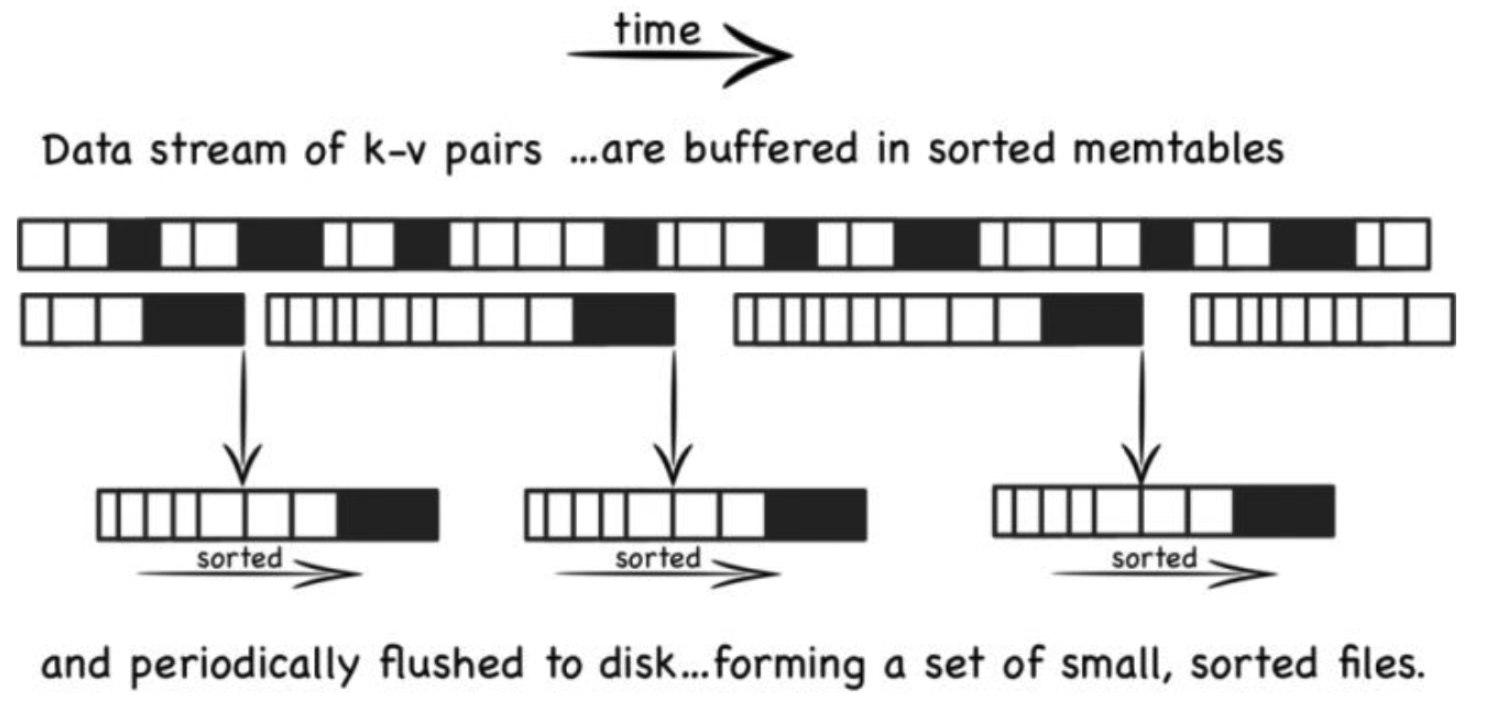 time
Data stream of k-v pairs ...are buffered in sorted memtables
sorted
sorted
sorted
and periodically flushed to disk...forming a set of small, sorted files.